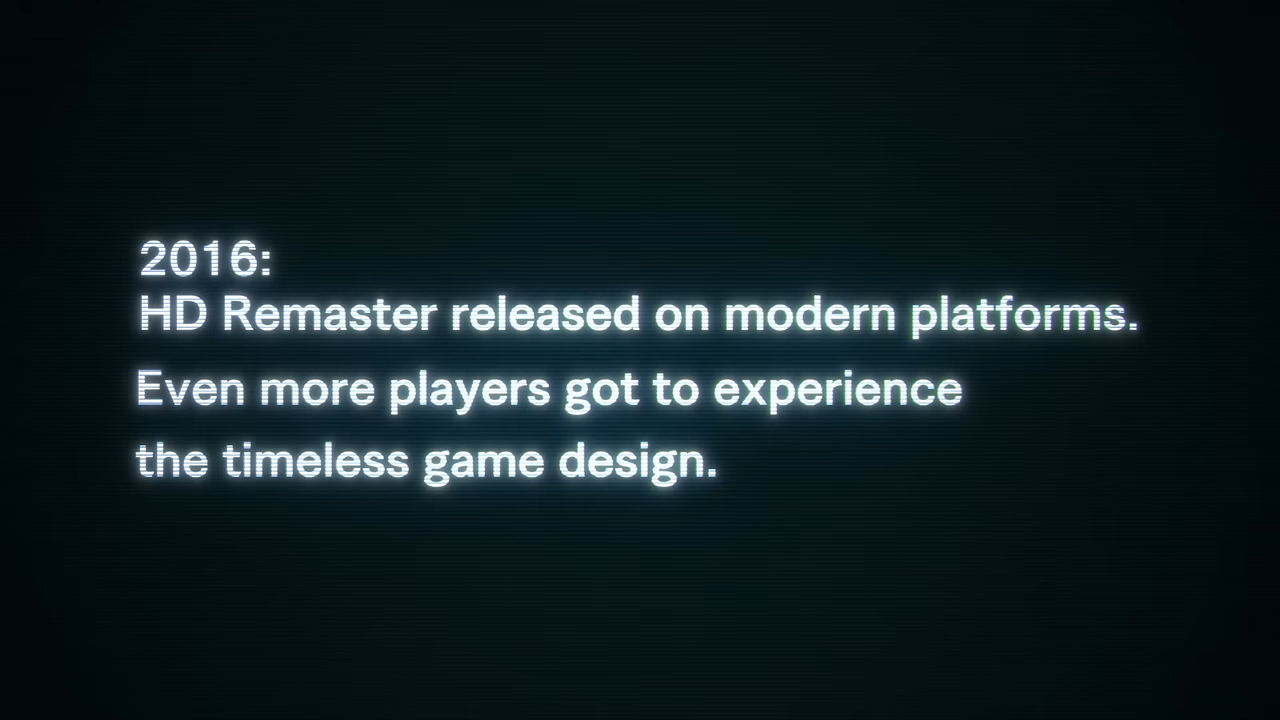 2016:
HD Remaster released on modern platforms.
Even more players got to experience
the timeless game design.